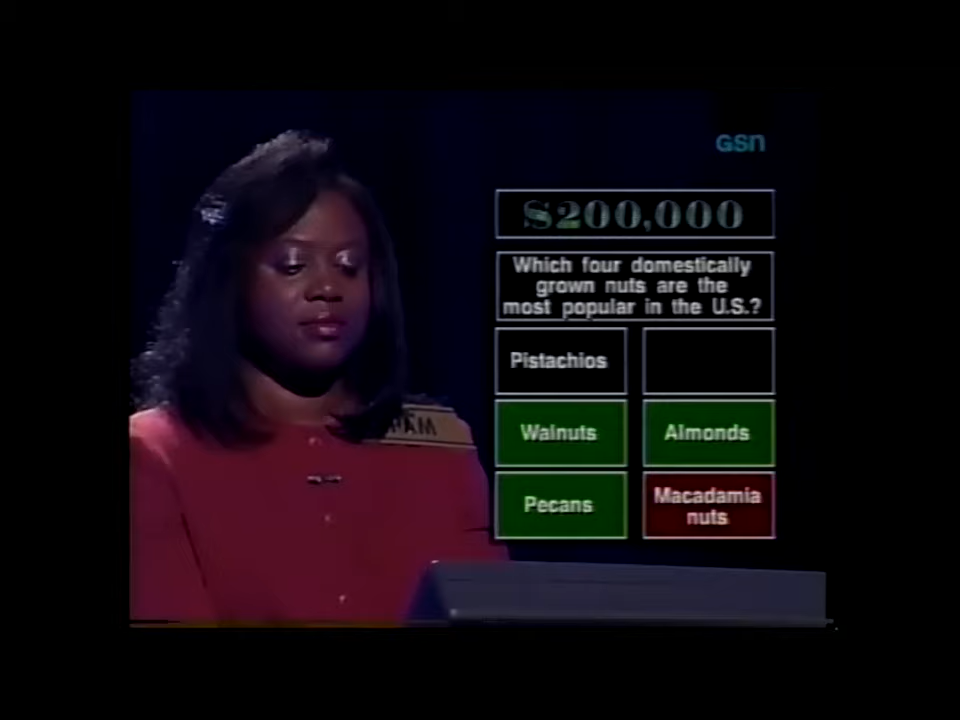 GSN
$200,000
Which four domestically
grown nuts are the
most popular in the U.S.?
Pistachios
Walnuts
Almonds
Pecans
Macadamia
nuts
PAM